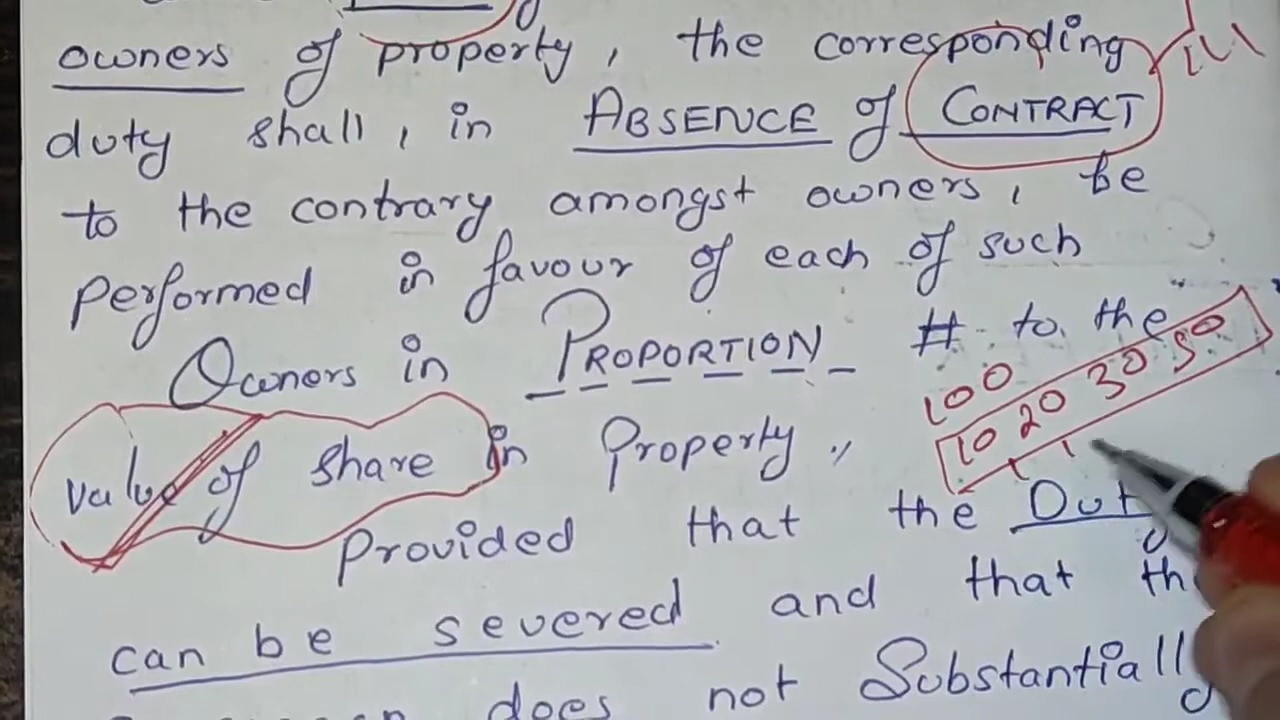 owners of property, the corresponding
duty shall, in ABSENCE of CONTRACT
to the contrary amongst owners, be
performed in favour of each of such
Owners in PROPORTION # to the
100
10 20 30 50
value of share in Property,,
Provided that the
can be severed and that
does not Substantially